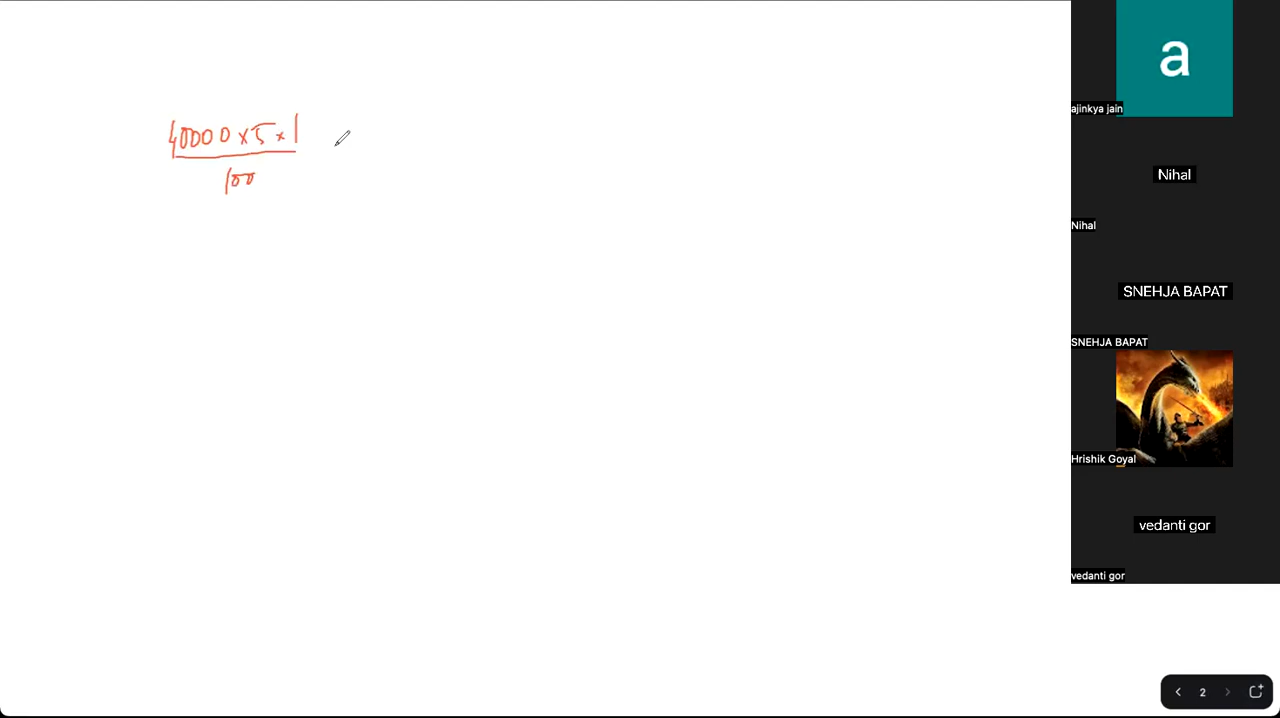 40000 × 5 × 1
100
a
ajinkya jain
Nihal
Nihal
SNEHJA BAPAT
SNEHJA BAPAT
Hrishik Goyal
vedanti gor
vedanti gor
2